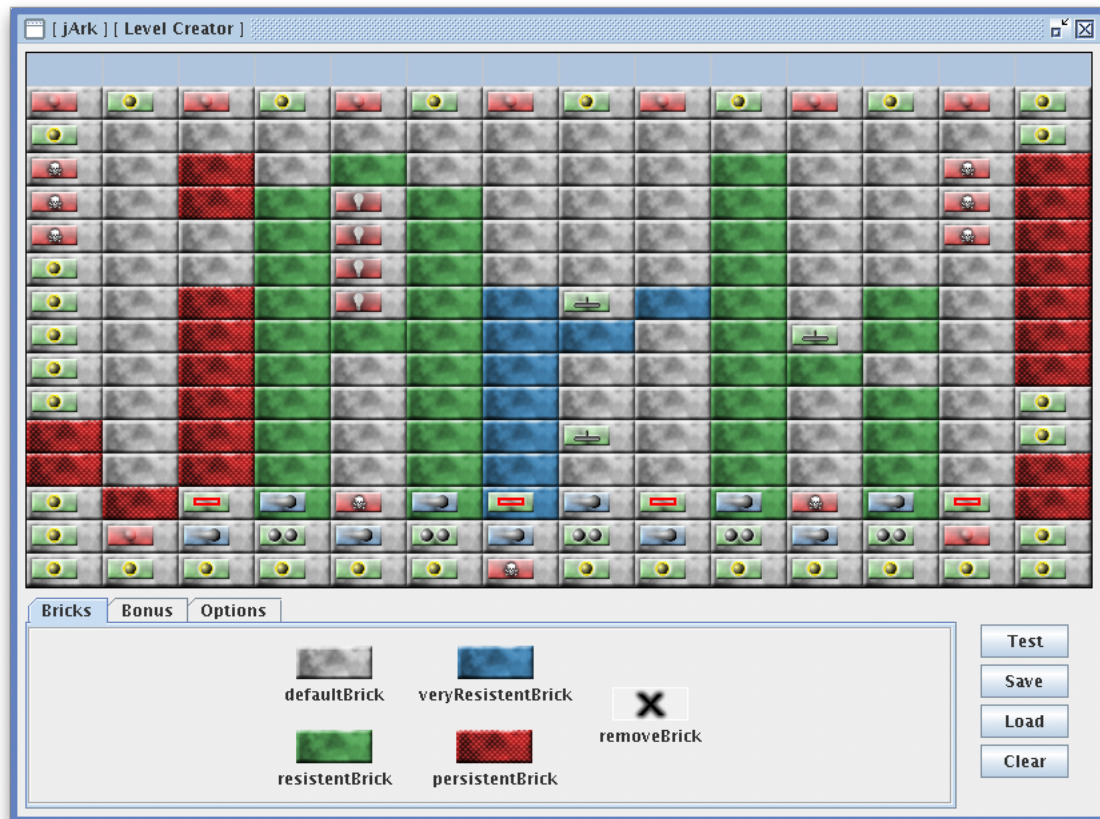 [ jArk ] [ Level Creator ]
Bricks Bonus Options
defaultBrick veryResistentBrick
removeBrick
resistentBrick persistentBrick
Test
Save
Load
Clear